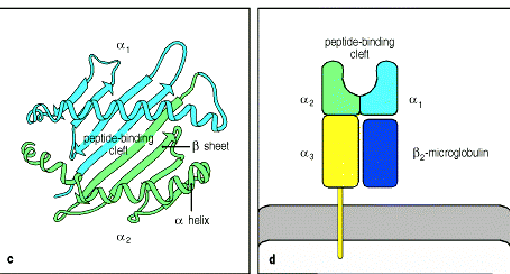 α1
peptide-binding
cleft
β sheet
α helix
α2
c
peptide-binding
cleft
α2
α1
α3
β2-microglobulin
d